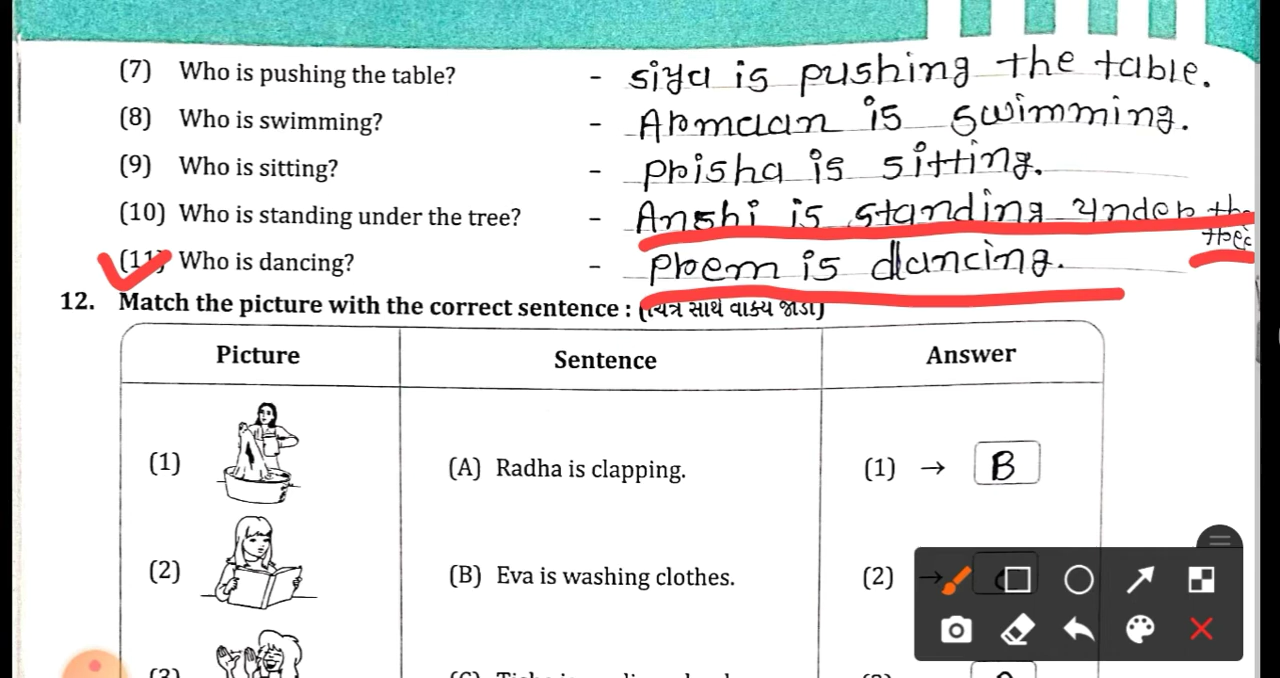 (7) Who is pushing the table? - siya is pushing the table.
(8) Who is swimming? - Armaan is swimming.
(9) Who is sitting? - Prisha is sitting.
(10) Who is standing under the tree? - Anshi is standing under the tree
(11) Who is dancing? - Prem is dancing.
12. Match the picture with the correct sentence : (ચિત્ર સાથે વાક્ય જોડો)
Picture Sentence Answer
(1) (A) Radha is clapping. (1) → B
(2) (B) Eva is washing clothes. (2) →
(3) (C)